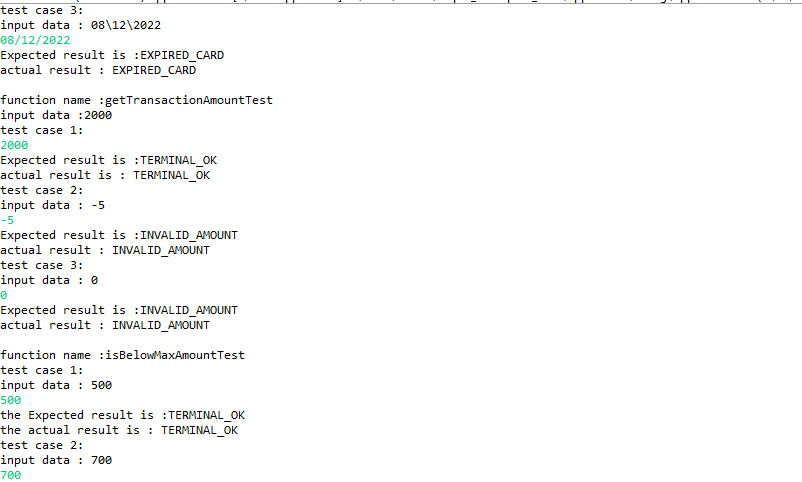 test case 3:
input data : 08\12\2022
08/12/2022
Expected result is :EXPIRED_CARD
actual result : EXPIRED_CARD
function name :getTransactionAmountTest
input data :2000
test case 1:
2000
Expected result is :TERMINAL_OK
actual result is : TERMINAL_OK
test case 2:
input data : -5
-5
Expected result is :INVALID_AMOUNT
actual result : INVALID_AMOUNT
test case 3:
input data : 0
0
Expected result is :INVALID_AMOUNT
actual result : INVALID_AMOUNT
function name :isBelowMaxAmountTest
test case 1:
input data : 500
500
the Expected result is :TERMINAL_OK
the actual result is : TERMINAL_OK
test case 2:
input data : 700
700